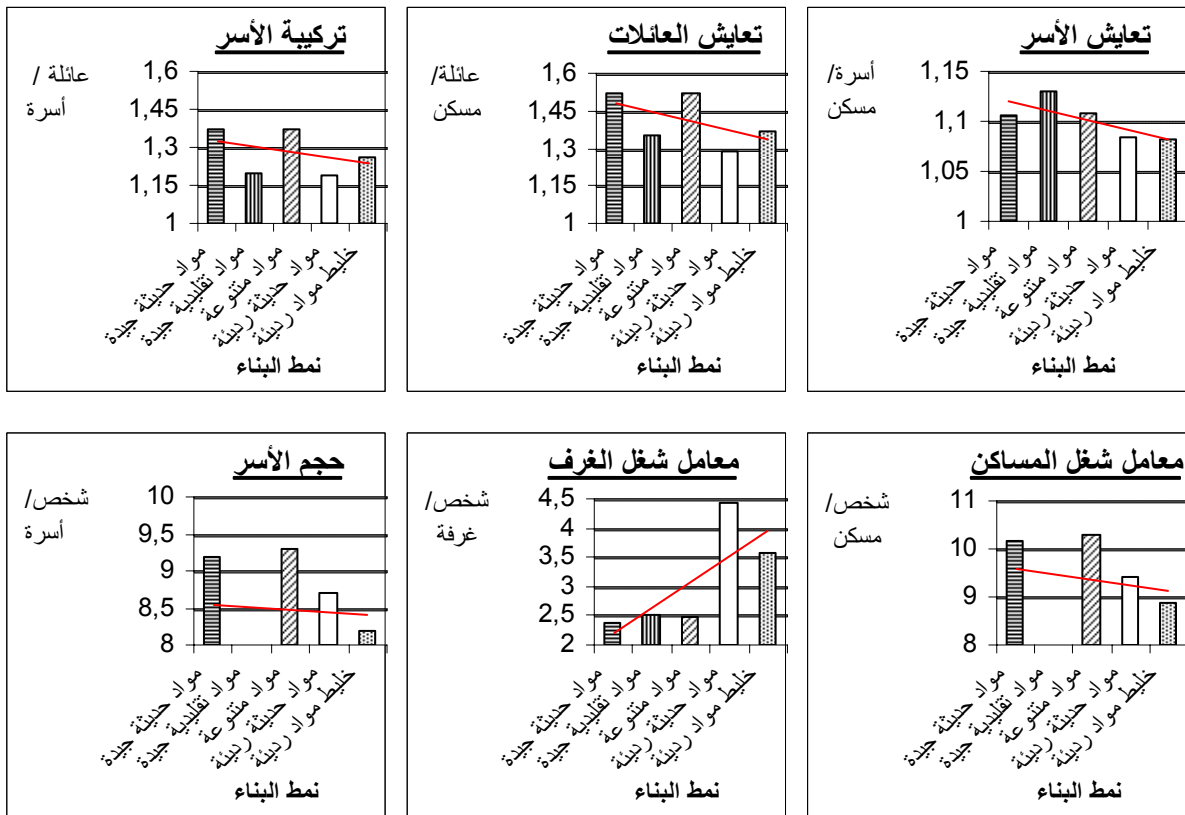 تعايش الأسر
أسرة/
مسكن
1,15
1,1
1,05
1
مواد حديثة جيدة
مواد تقليدية جيدة
مواد متنوعة
مواد حديثة رديئة
خليط مواد رديئة
نمط البناء
تعايش العائلات
عائلة/
مسكن
1,6
1,45
1,3
1,15
1
مواد حديثة جيدة
مواد تقليدية جيدة
مواد متنوعة
مواد حديثة رديئة
خليط مواد رديئة
نمط البناء
تركيبة الأسر
عائلة /
أسرة
1,6
1,45
1,3
1,15
1
مواد حديثة جيدة
مواد تقليدية جيدة
مواد متنوعة
مواد حديثة رديئة
خليط مواد رديئة
نمط البناء
معامل شغل المساكن
شخص/
مسكن
11
10
9
8
مواد حديثة جيدة
مواد تقليدية جيدة
مواد متنوعة
مواد حديثة رديئة
خليط مواد رديئة
نمط البناء
معامل شغل الغرف
شخص/
غرفة
4,5
4
3,5
3
2,5
2
مواد حديثة جيدة
مواد تقليدية جيدة
مواد متنوعة
مواد حديثة رديئة
خليط مواد رديئة
نمط البناء
حجم الأسر
شخص/
أسرة
10
9,5
9
8,5
8
مواد حديثة جيدة
مواد تقليدية جيدة
مواد متنوعة
مواد حديثة رديئة
خليط مواد رديئة
نمط البناء